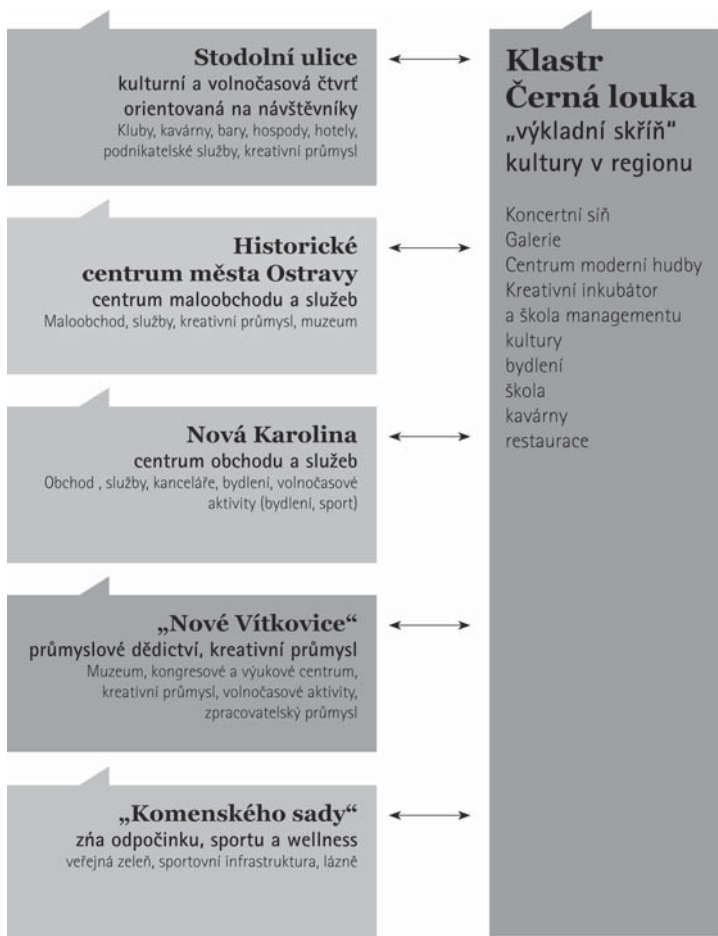 Stodolní ulice
kulturní a volnočasová čtvrť
orientovaná na návštěvníky
Kluby, kavárny, bary, hospody, hotely,
podnikatelské služby, kreativní průmysl
Historické
centrum města Ostravy
centrum maloobchodu a služeb
Maloobchod, služby, kreativní průmysl, muzeum
Nová Karolina
centrum obchodu a služeb
Obchod , služby, kanceláře, bydlení, volnočasové
aktivity (bydlení, sport)
„Nové Vítkovice“
průmyslové dědictví, kreativní průmysl
Muzeum, kongresové a výukové centrum,
kreativní průmysl, volnočasové aktivity,
zpracovatelský průmysl
„Komenského sady“
zńa odpočinku, sportu a wellness
veřejná zeleň, sportovní infrastruktura, lázně
Klastr
Černá louka
„výkladní skříň“
kultury v regionu
Koncertní síň
Galerie
Centrum moderní hudby
Kreativní inkubátor
a škola managementu
kultury
bydlení
škola
kavárny
restaurace